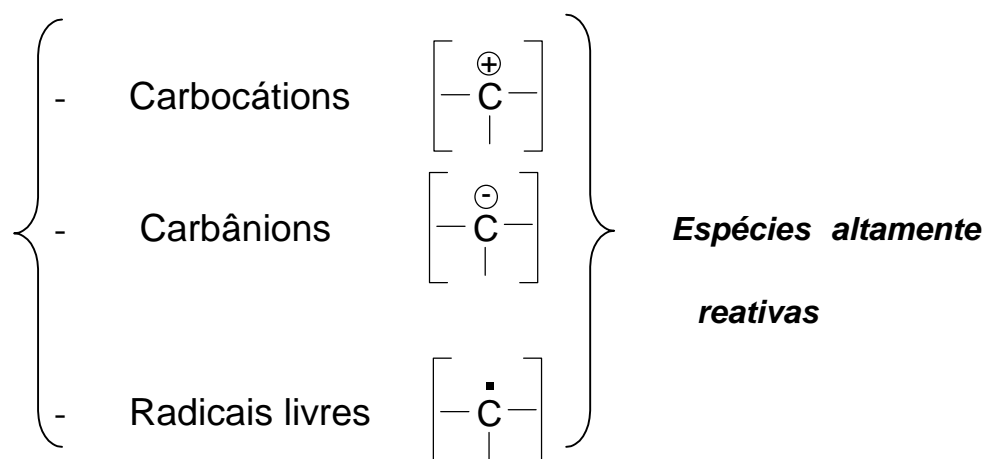 - Carbocátions
⊕
— C —
- Carbânions
⊖
— C —
Espécies altamente
reativas
- Radicais livres
▪
— C —